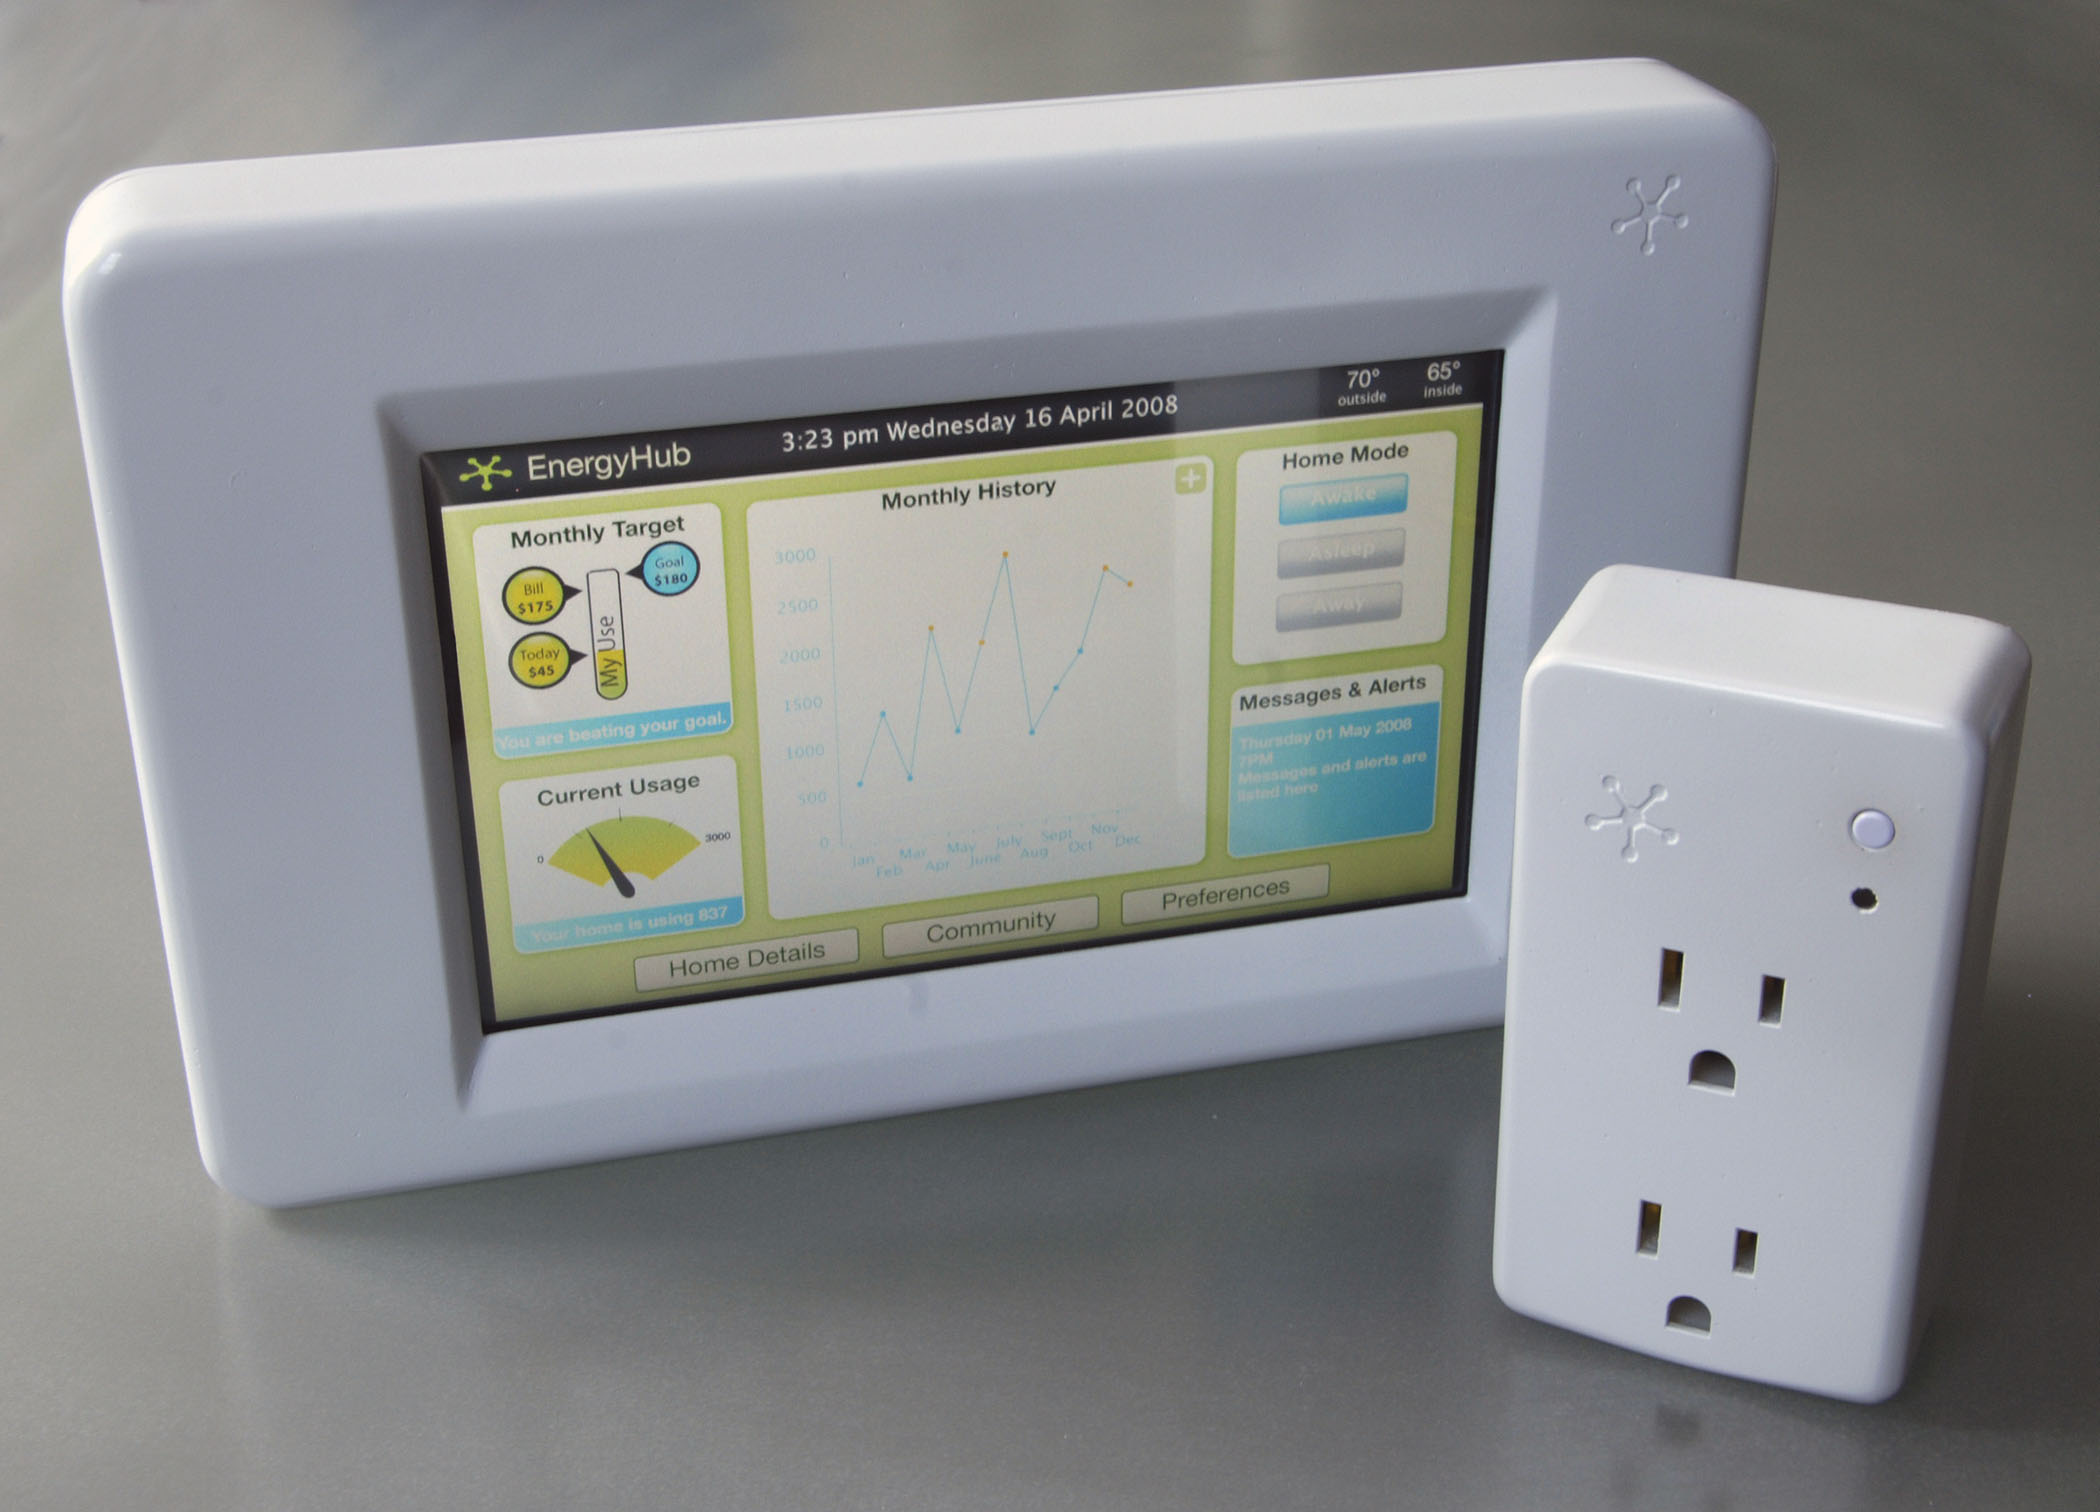 EnergyHub
3:23 pm Wednesday 16 April 2008
70°
outside
65°
inside
Monthly Target
Bill
$175
Goal
$180
Today
$45
My Use
You are beating your goal.
Current Usage
0
3000
Your home is using 837
Monthly History
+
3000
2500
2000
1500
1000
500
0
Jan
Feb
Mar
Apr
May
June
July
Aug
Sept
Oct
Nov
Dec
Home Mode
Awake
Asleep
Away
Messages & Alerts
Thursday 01 May 2008
7PM
Messages and alerts are
listed here
Home Details
Community
Preferences